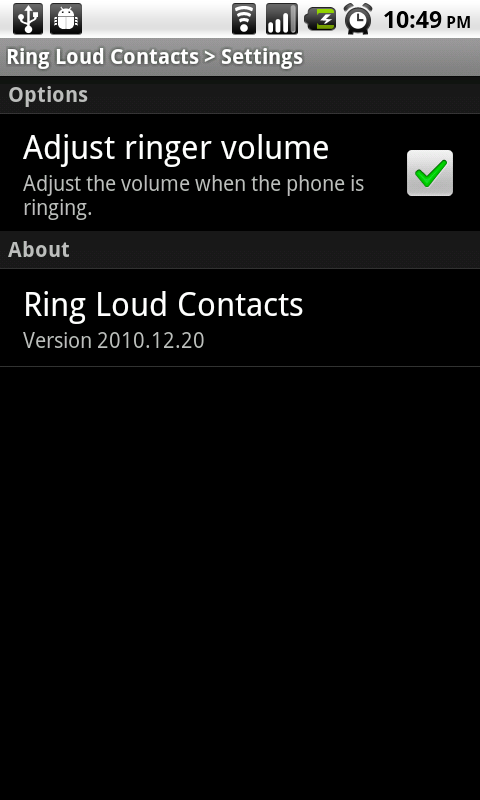 10:49 PM
Ring Loud Contacts > Settings
Options
Adjust ringer volume
Adjust the volume when the phone is
ringing.
About
Ring Loud Contacts
Version 2010.12.20